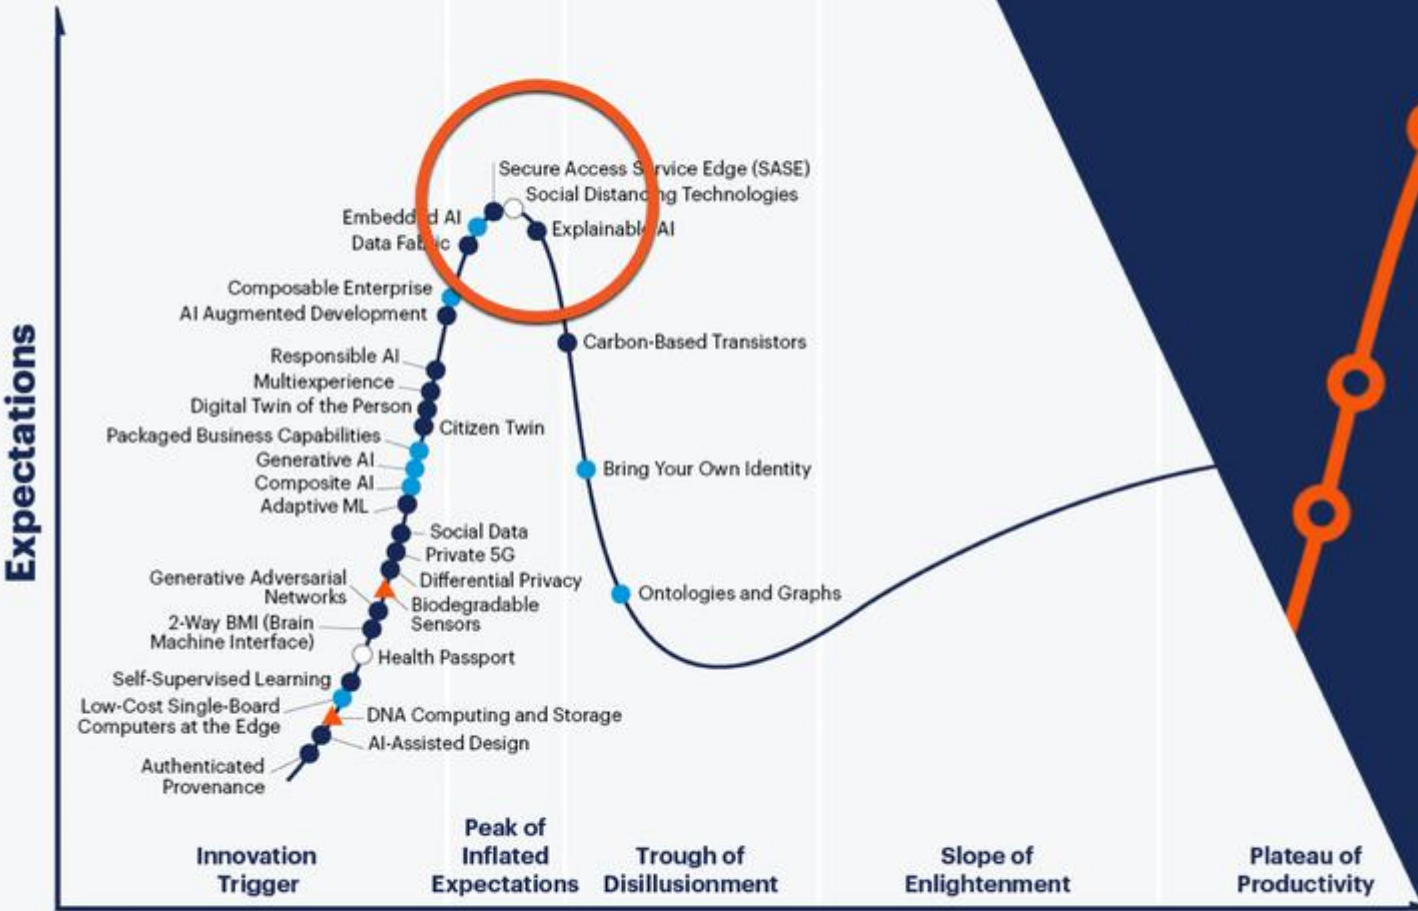 Expectations
Secure Access Service Edge (SASE)
Social Distancing Technologies
Embedded AI
Explainable AI
Data Fabric
Composable Enterprise
AI Augmented Development
Carbon-Based Transistors
Responsible AI
Multiexperience
Digital Twin of the Person
Citizen Twin
Packaged Business Capabilities
Generative AI
Bring Your Own Identity
Composite AI
Adaptive ML
Social Data
Private 5G
Generative Adversarial
Networks
Differential Privacy
Ontologies and Graphs
Biodegradable
Sensors
2-Way BMI (Brain
Machine Interface)
Health Passport
Self-Supervised Learning
Low-Cost Single-Board
Computers at the Edge
DNA Computing and Storage
AI-Assisted Design
Authenticated
Provenance
Innovation
Trigger
Peak of
Inflated
Expectations
Trough of
Disillusionment
Slope of
Enlightenment
Plateau of
Productivity